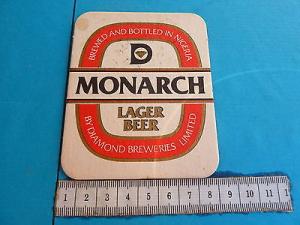 BREWED AND BOTTLED IN NIGERIA
D
MONARCH
LAGER
BEER
BY DIAMOND BREWERIES LIMITED
1 2 3 4 5 6 7 8 9 10 11 12